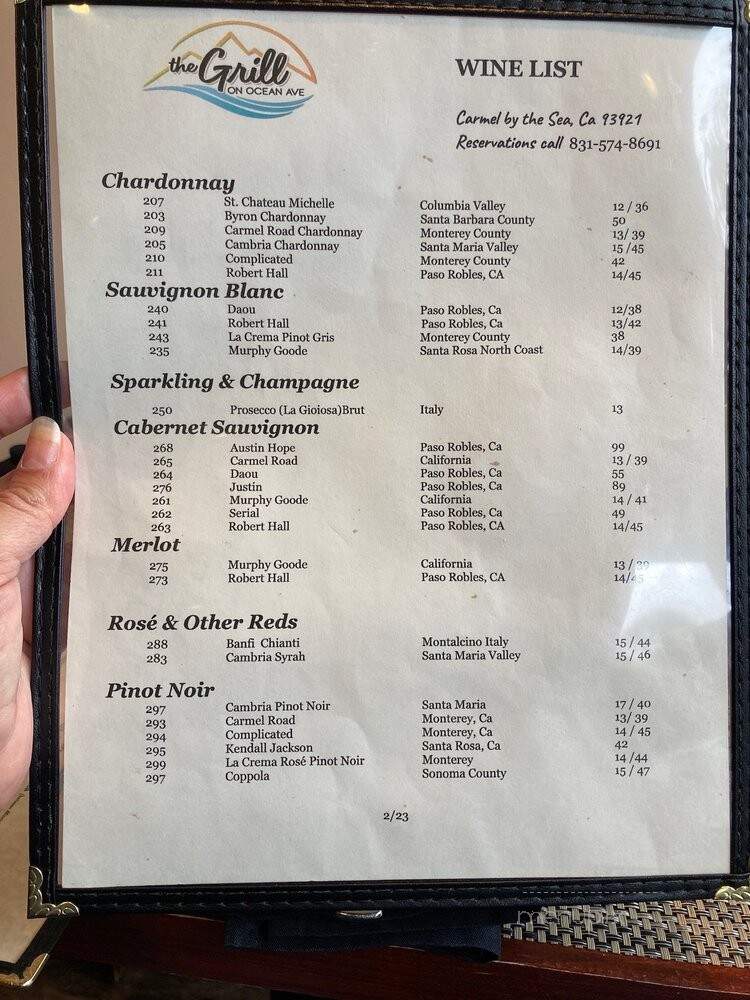 the Grill
ON OCEAN AVE
WINE LIST
Carmel by the Sea, Ca 93921
Reservations call 831-574-8691
Chardonnay
207 St. Chateau Michelle Columbia Valley 12 / 36
203 Byron Chardonnay Santa Barbara County 50
209 Carmel Road Chardonnay Monterey County 13/ 39
205 Cambria Chardonnay Santa Maria Valley 15 /45
210 Complicated Monterey County 42
211 Robert Hall Paso Robles, CA 14/45
Sauvignon Blanc
240 Daou Paso Robles, Ca 12/38
241 Robert Hall Paso Robles, Ca 13/42
243 La Crema Pinot Gris Monterey County 38
235 Murphy Goode Santa Rosa North Coast 14/39
Sparkling & Champagne
250 Prosecco (La Gioiosa)Brut Italy 13
Cabernet Sauvignon
268 Austin Hope Paso Robles, Ca 99
265 Carmel Road California 13 / 39
264 Daou Paso Robles, Ca 55
276 Justin Paso Robles, Ca 89
261 Murphy Goode California 14 / 41
262 Serial Paso Robles, Ca 49
263 Robert Hall Paso Robles, CA 14/45
Merlot
275 Murphy Goode California 13 / 39
273 Robert Hall Paso Robles, CA 14/45
Rosé & Other Reds
288 Banfi Chianti Montalcino Italy 15 / 44
283 Cambria Syrah Santa Maria Valley 15 / 46
Pinot Noir
297 Cambria Pinot Noir Santa Maria 17 / 40
293 Carmel Road Monterey, Ca 13/ 39
294 Complicated Monterey, Ca 14 / 45
295 Kendall Jackson Santa Rosa, Ca 42
299 La Crema Rosé Pinot Noir Monterey 14 /44
297 Coppola Sonoma County 15 / 47
2/23